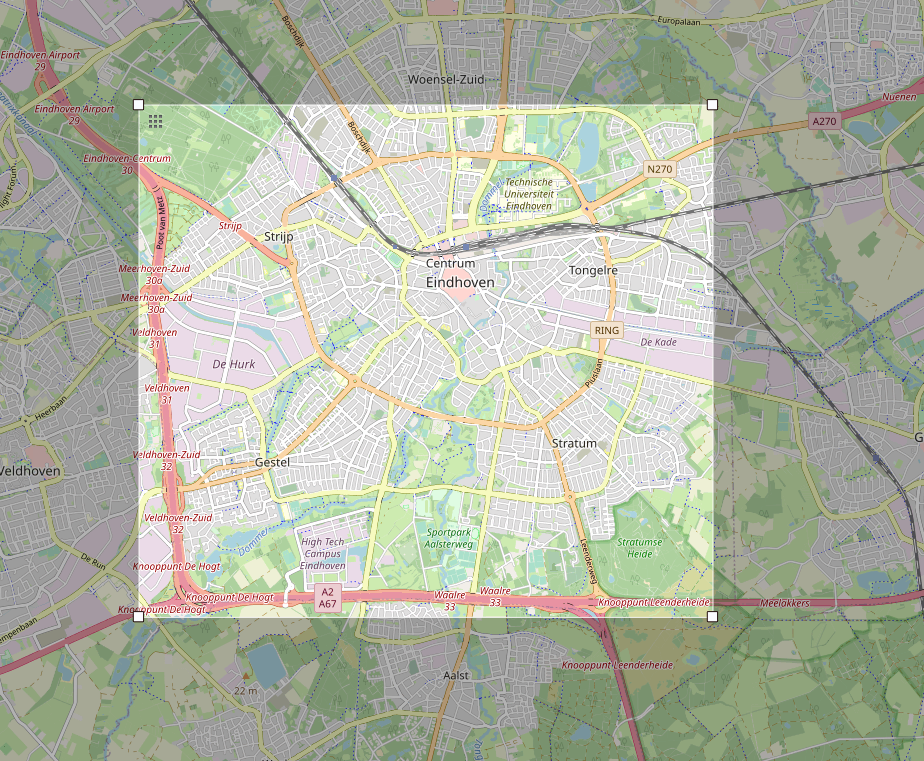 Boschdijk
Europalaan
Eindhoven Airport
29
Woensel-Zuid
Nuenen
Eindhoven Airport
29
A270
Boschdijk
Eindhoven-Centrum
30
N270
Technische
Universiteit
Eindhoven
Dommel
Poot van Metz
Strijp
Strijp
Centrum
Eindhoven
Tongelre
Meerhoven-Zuid
30a
Meerhoven-Zuid
30a
RING
Veldhoven
31
De Kade
De Hurk
Piuslaan
Veldhoven
31
Heerbaan
Stratum
G
Veldhoven-Zuid
32
Gestel
Veldhoven
Veldhoven-Zuid
32
Sportpark
Aalsterweg
Dommel
High Tech
Campus
Eindhoven
Stratumse
Heide
Leenderweg
De Run
Knooppunt De Hogt
Knooppunt De Hogt
A2
A67
Waalre
33
Waalre
33
Knooppunt Leenderheide
Meelakkers
Knooppunt De Hogt
Knooppunt Leenderheide
Aalst
22 m